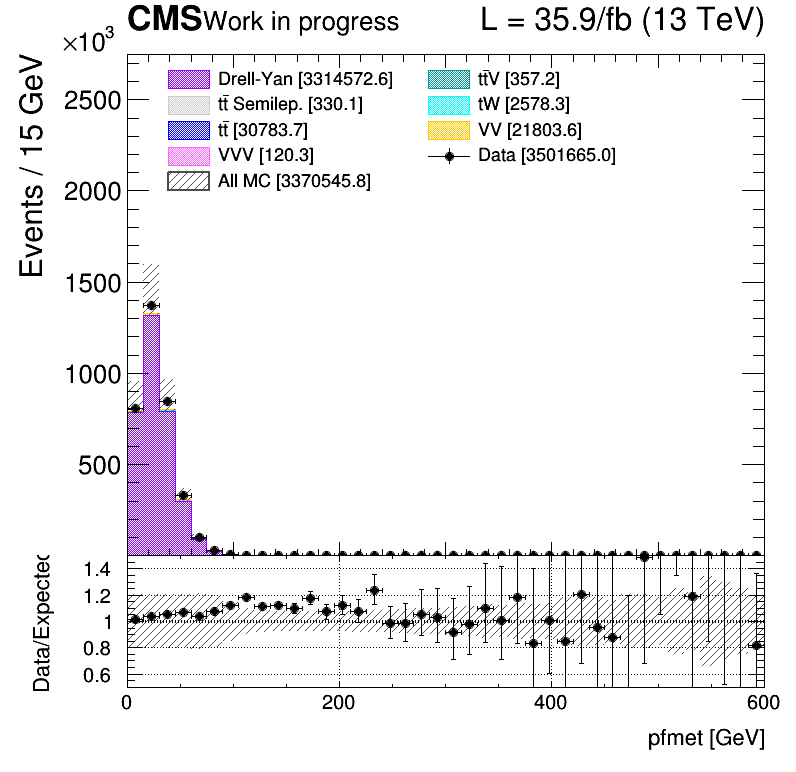 CMS Work in progress L = 35.9/fb (13 TeV)
×10³
Events / 15 GeV
2500
2000
1500
1000
500
Drell-Yan [3314572.6]
tt̄ Semilep. [330.1]
tt̄ [30783.7]
VVV [120.3]
All MC [3370545.8]
tt̄V [357.2]
tW [2578.3]
VV [21803.6]
Data [3501665.0]
Data/Expected
1.4
1.2
1
0.8
0.6
0 200 400 600
pfmet [GeV]